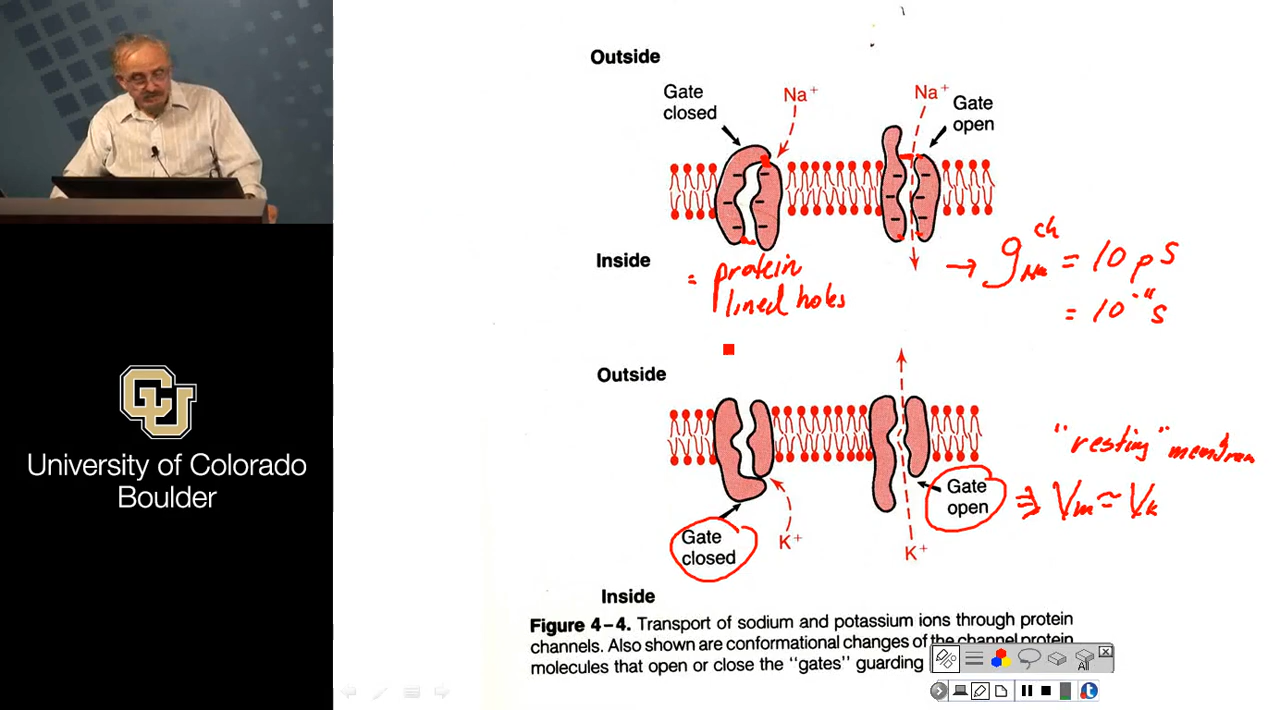 Outside
Gate
closed
Na⁺
Na⁺
Gate
open
Inside
= protein
lined holes
→ g_Na^ch = 10 pS
= 10⁻¹¹ S
Outside
"resting" membran
Gate
open
⇒ Vm ≈ Vk
Gate
closed
K⁺
K⁺
Inside
Figure 4–4. Transport of sodium and potassium ions through protein
channels. Also shown are conformational changes of the channel protein
molecules that open or close the "gates" guarding
CU
University of Colorado
Boulder
All